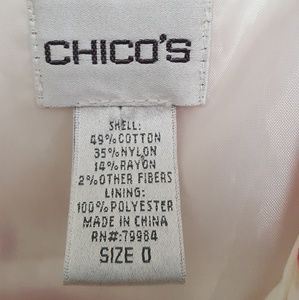 CHICO'S
SHELL:
49%COTTON
35%NYLON
14%RAYON
2%OTHER FIBERS
LINING:
100%POLYESTER
MADE IN CHINA
RN#:79984
SIZE 0